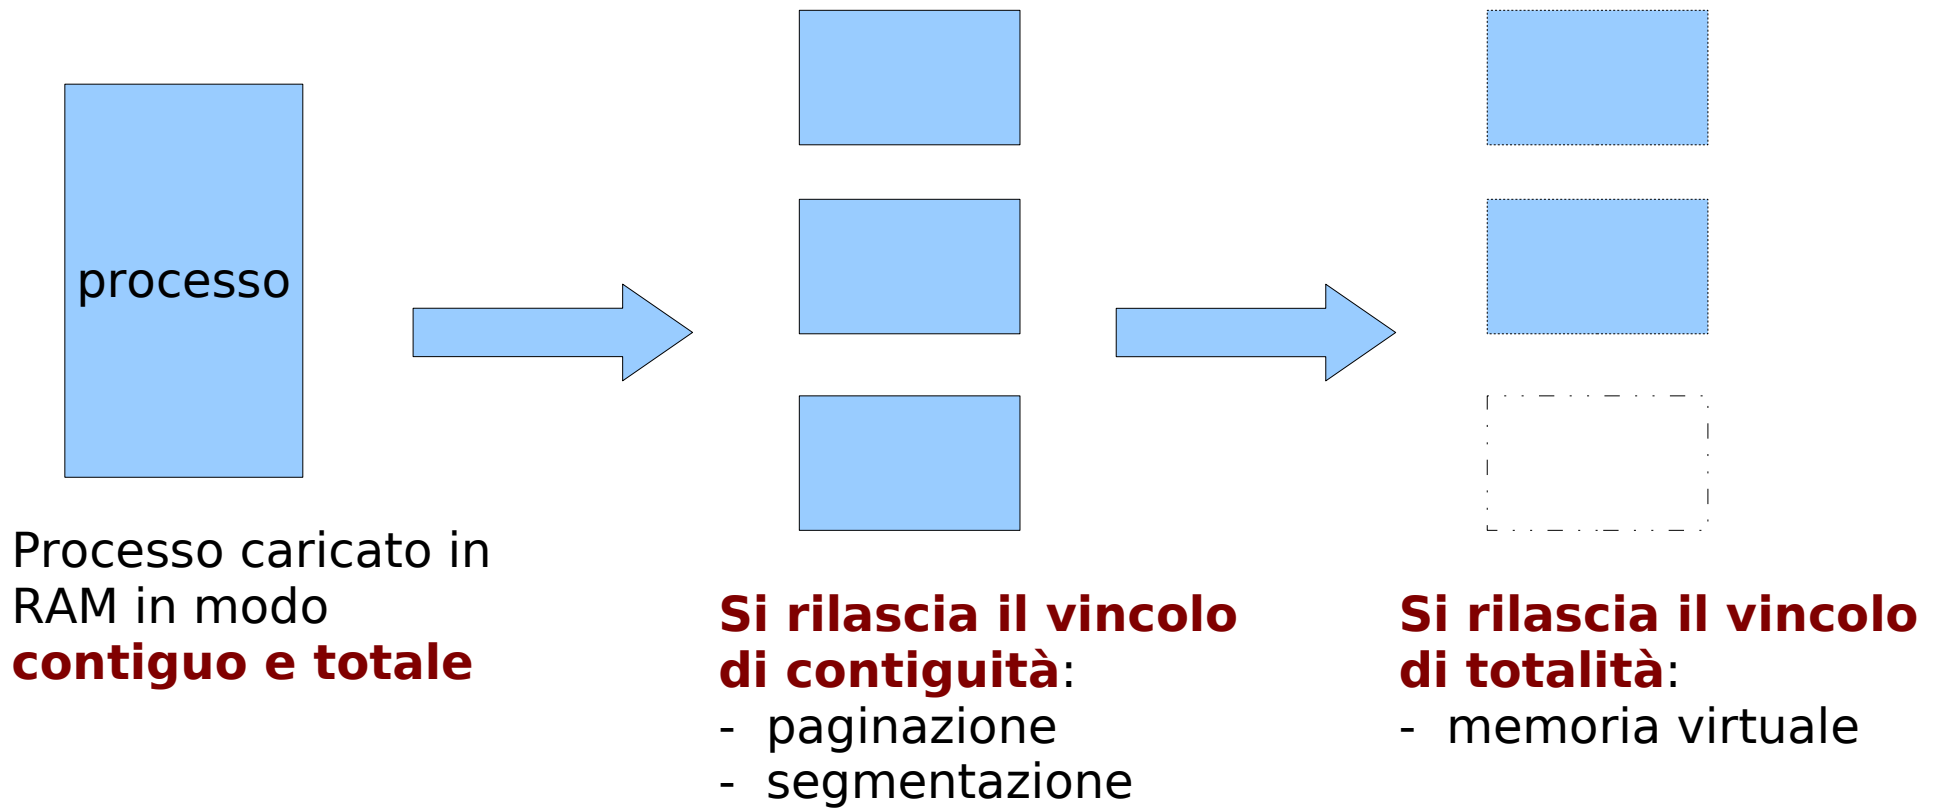 processo
Processo caricato in
RAM in modo
contiguo e totale
Si rilascia il vincolo
di contiguità:
- paginazione
- segmentazione
Si rilascia il vincolo
di totalità:
- memoria virtuale